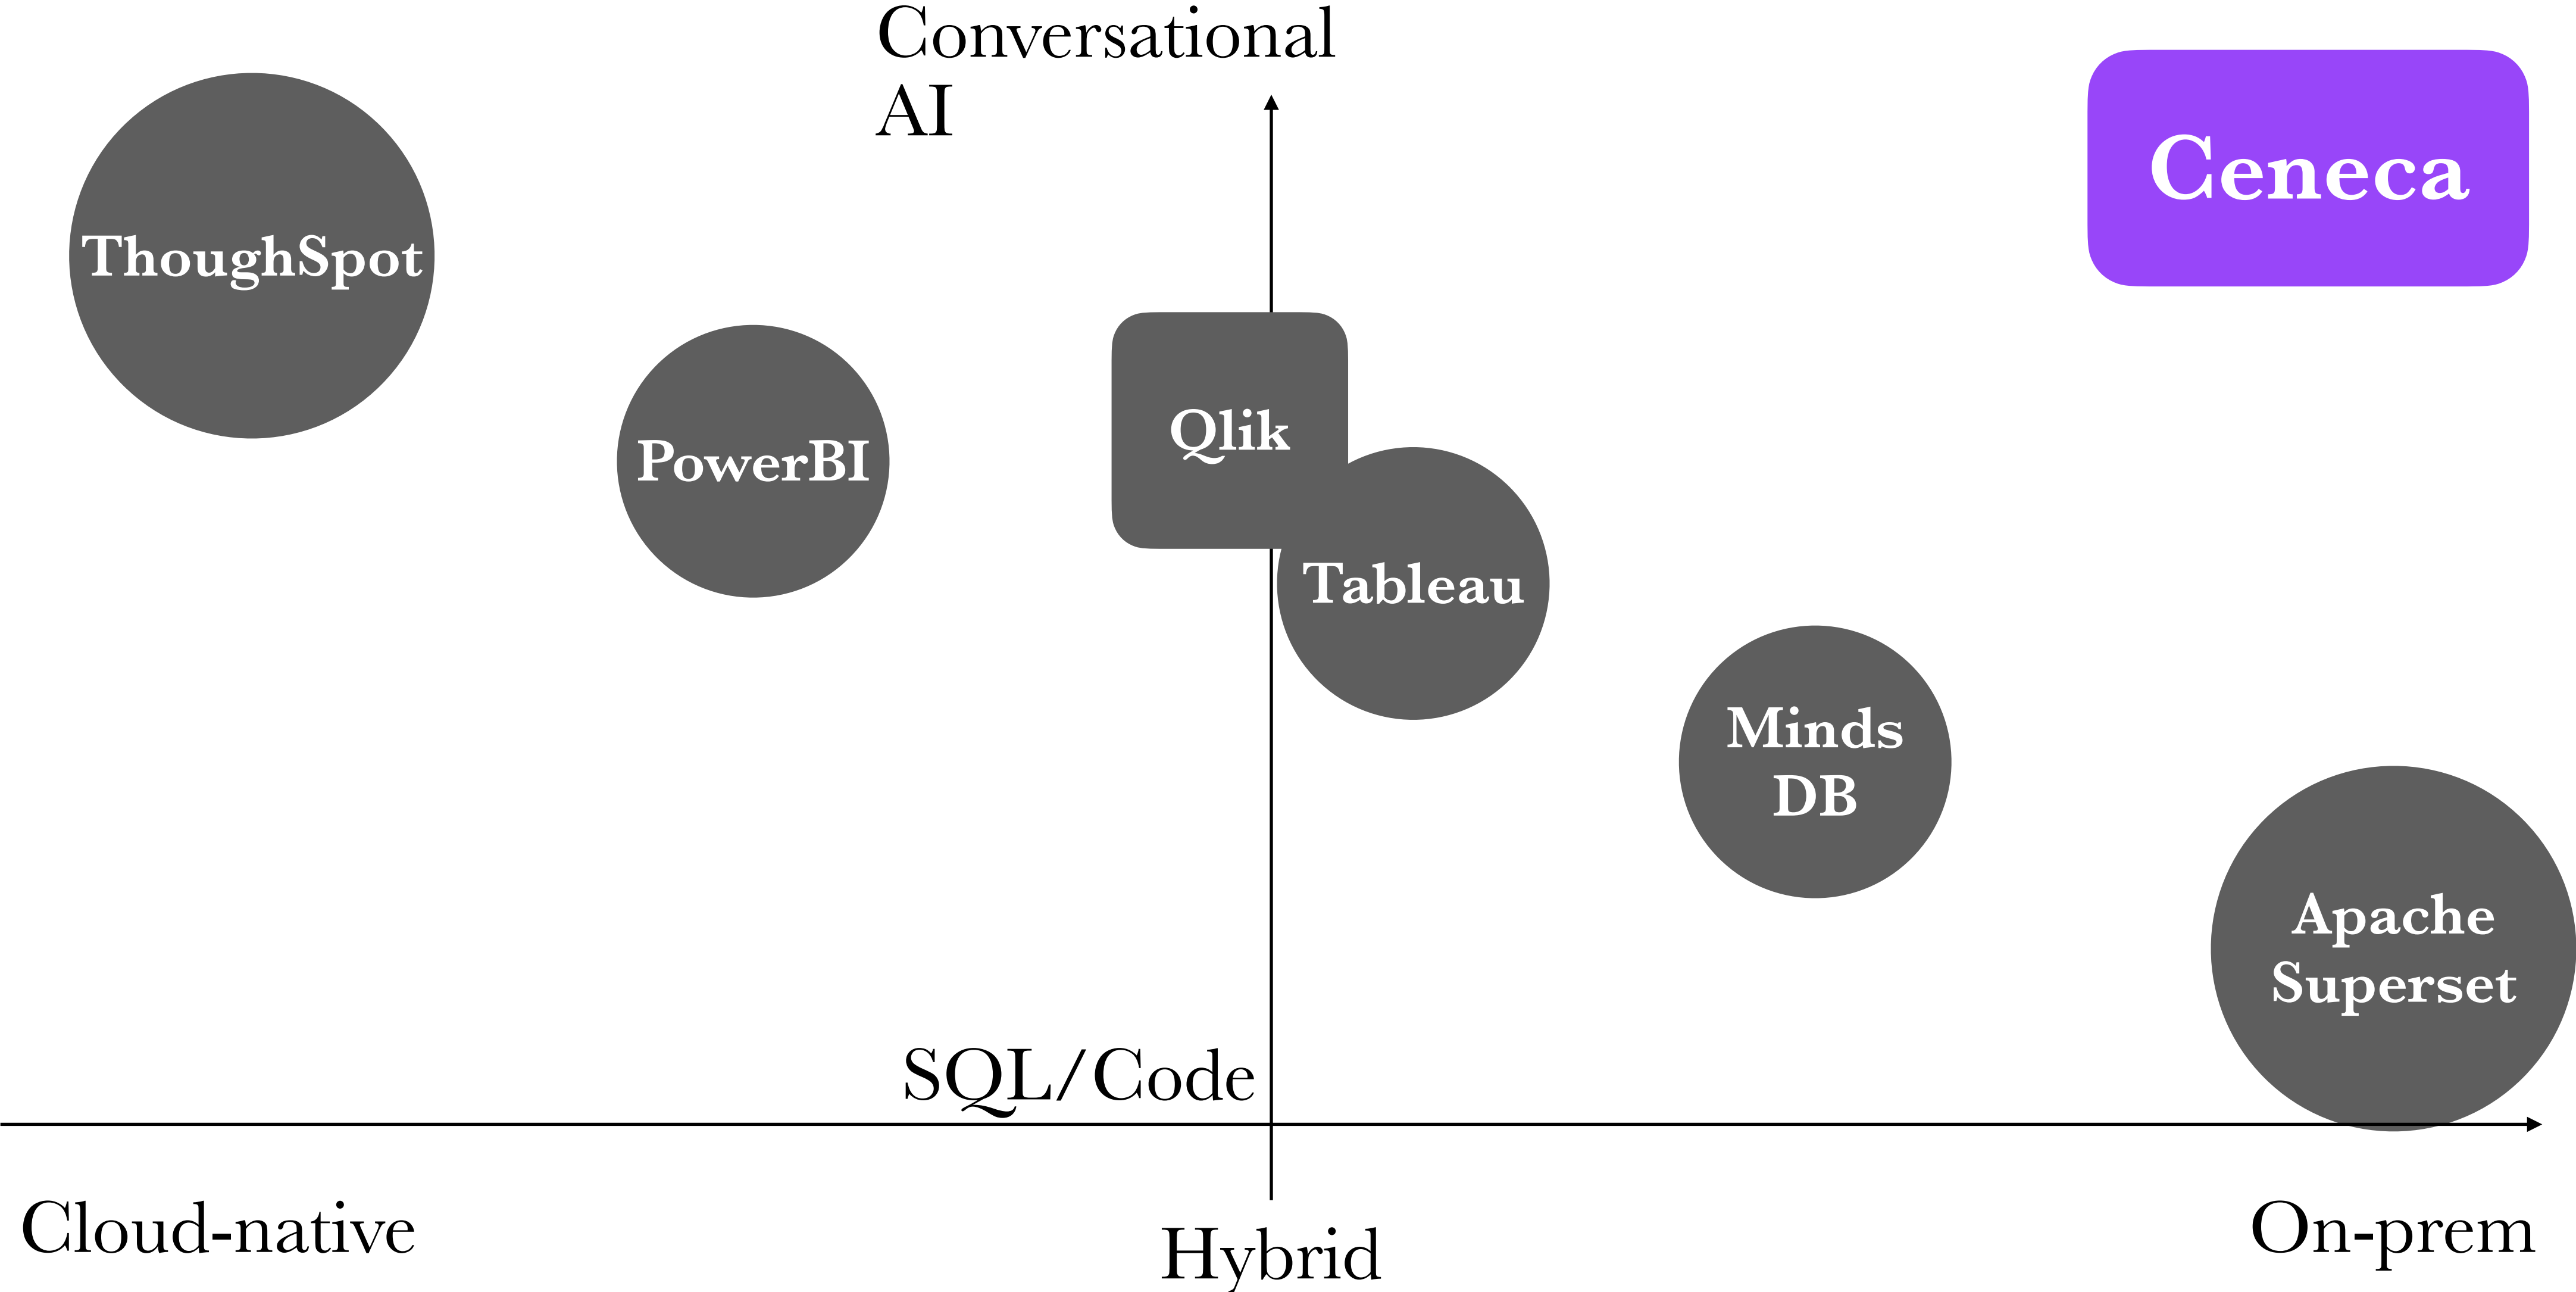 Conversational
AI
Ceneca
ThoughSpot
PowerBI
Qlik
Tableau
Minds
DB
Apache
Superset
SQL/Code
Cloud-native
Hybrid
On-prem